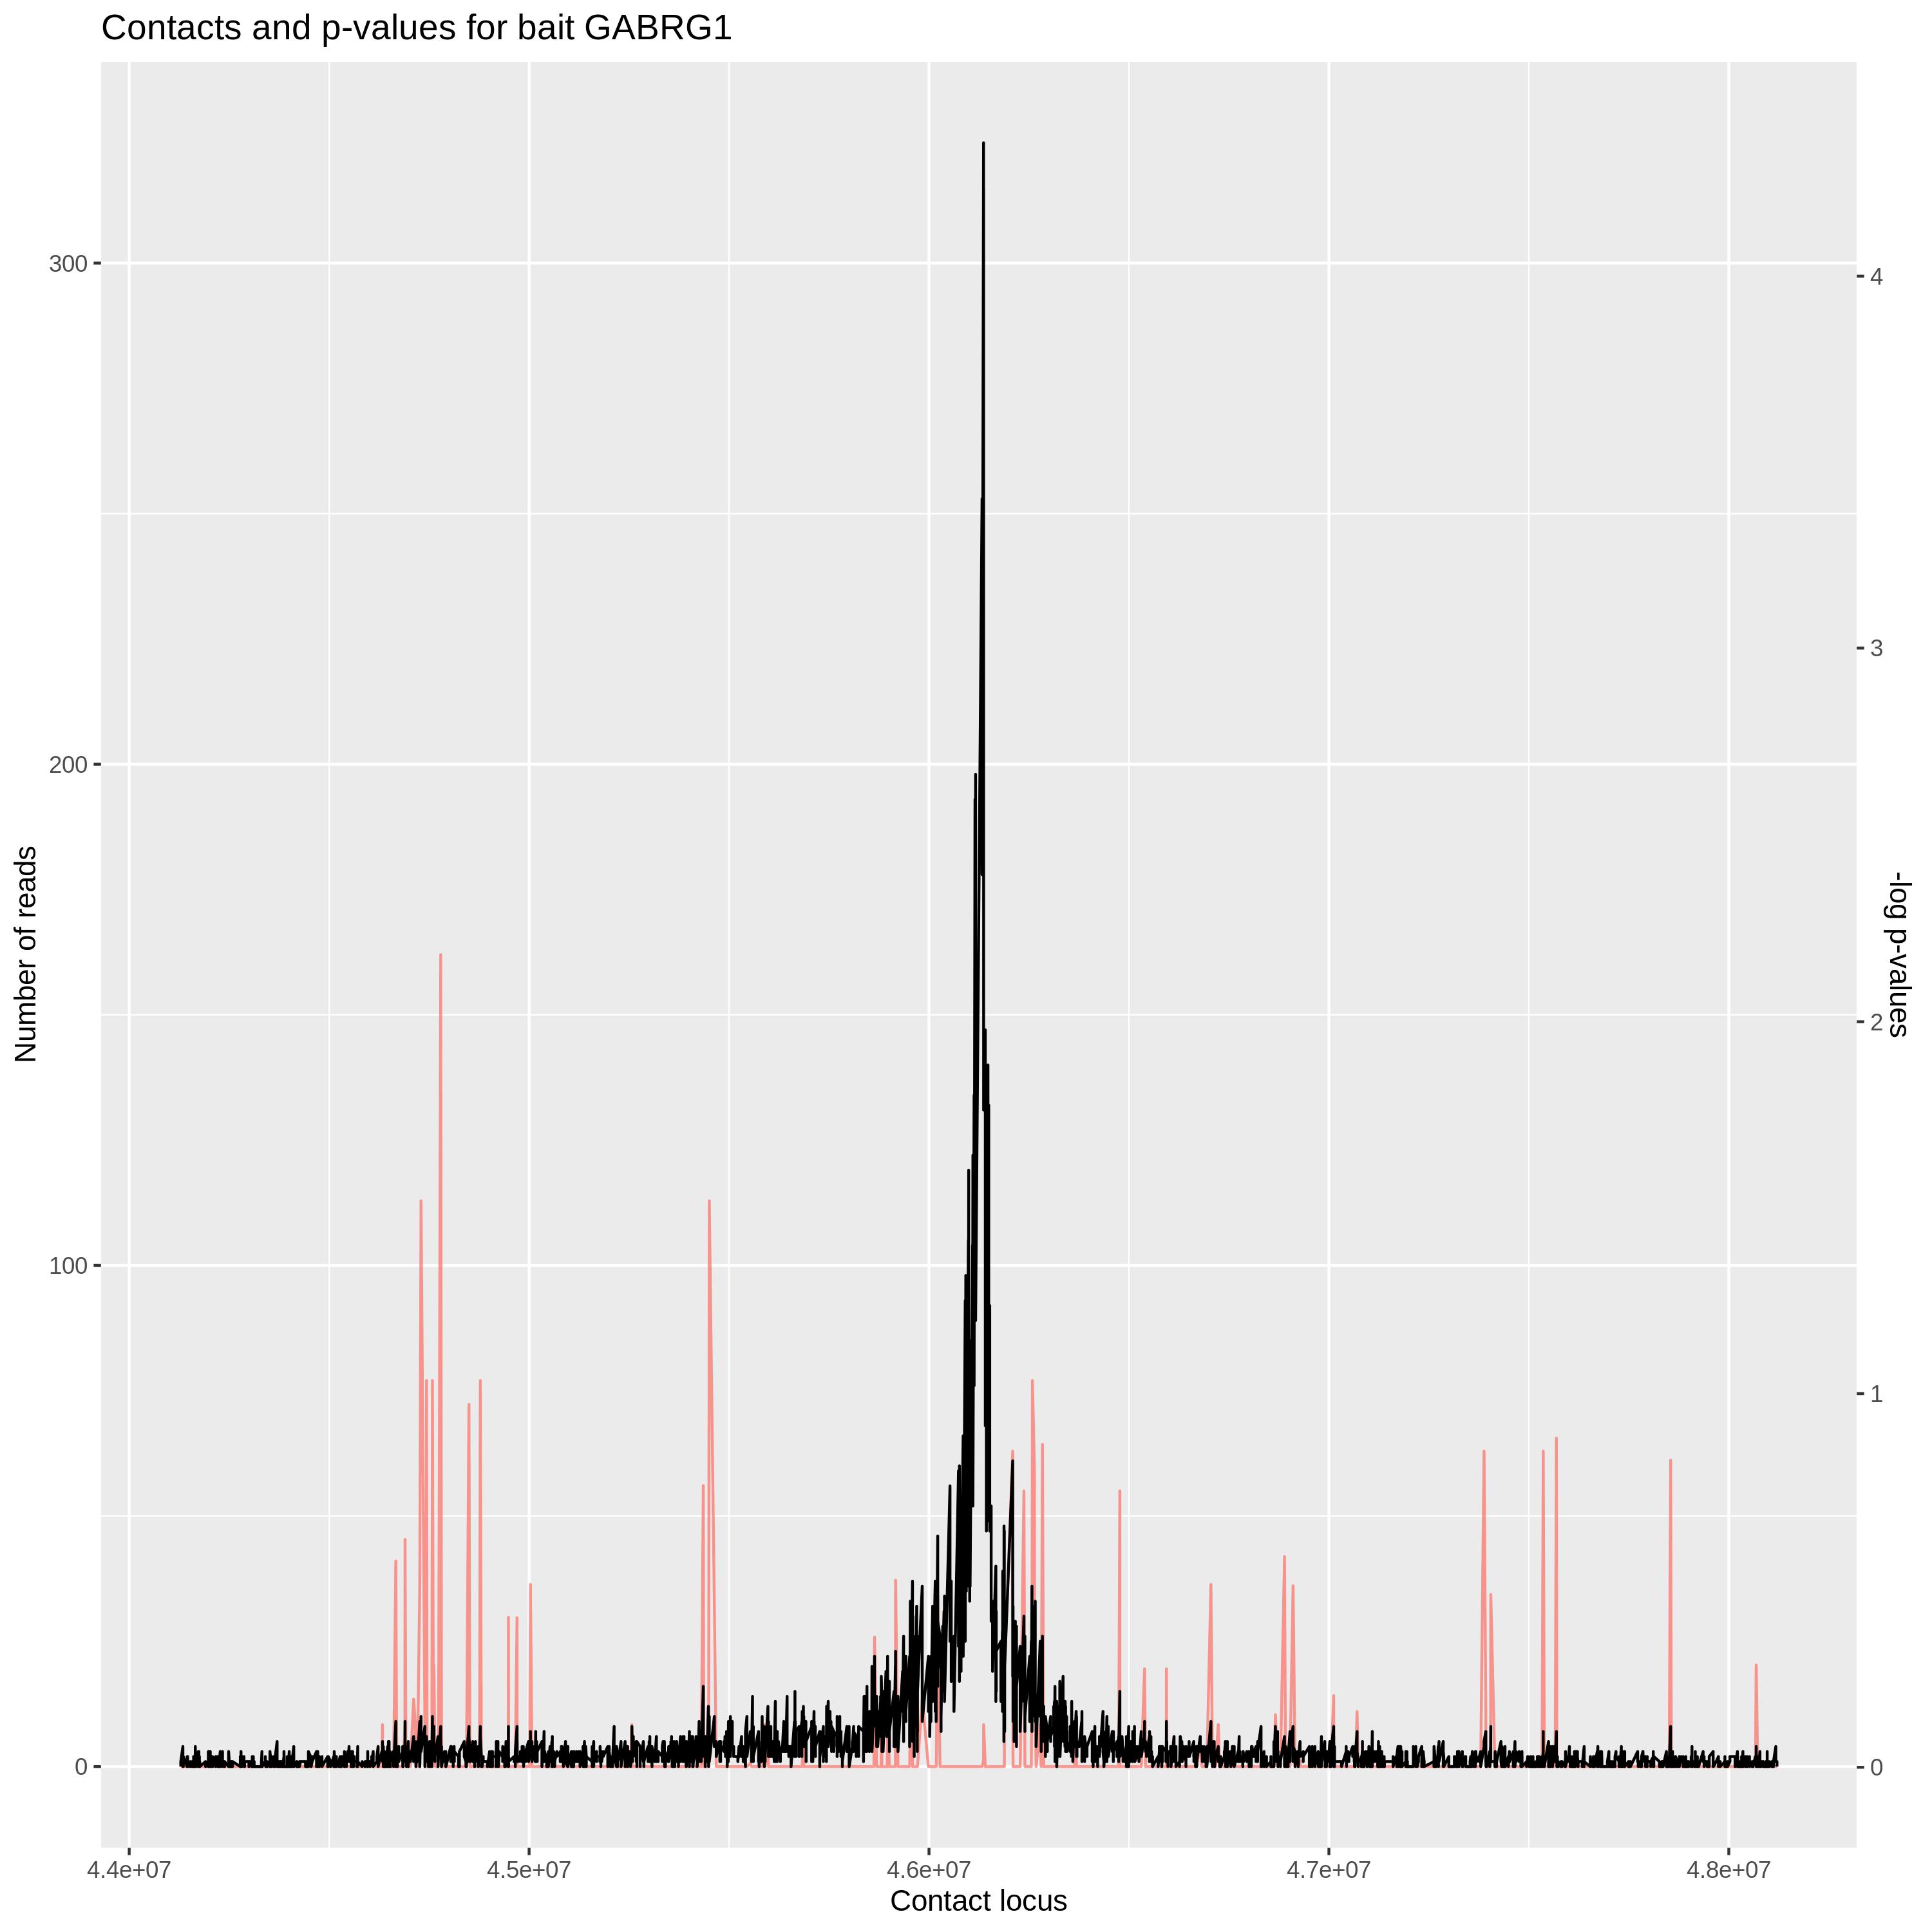 Contacts and p-values for bait GABRG1
Number of reads
300
200
100
0
4
3
2
1
0
-log p-values
4.4e+07
4.5e+07
4.6e+07
4.7e+07
4.8e+07
Contact locus